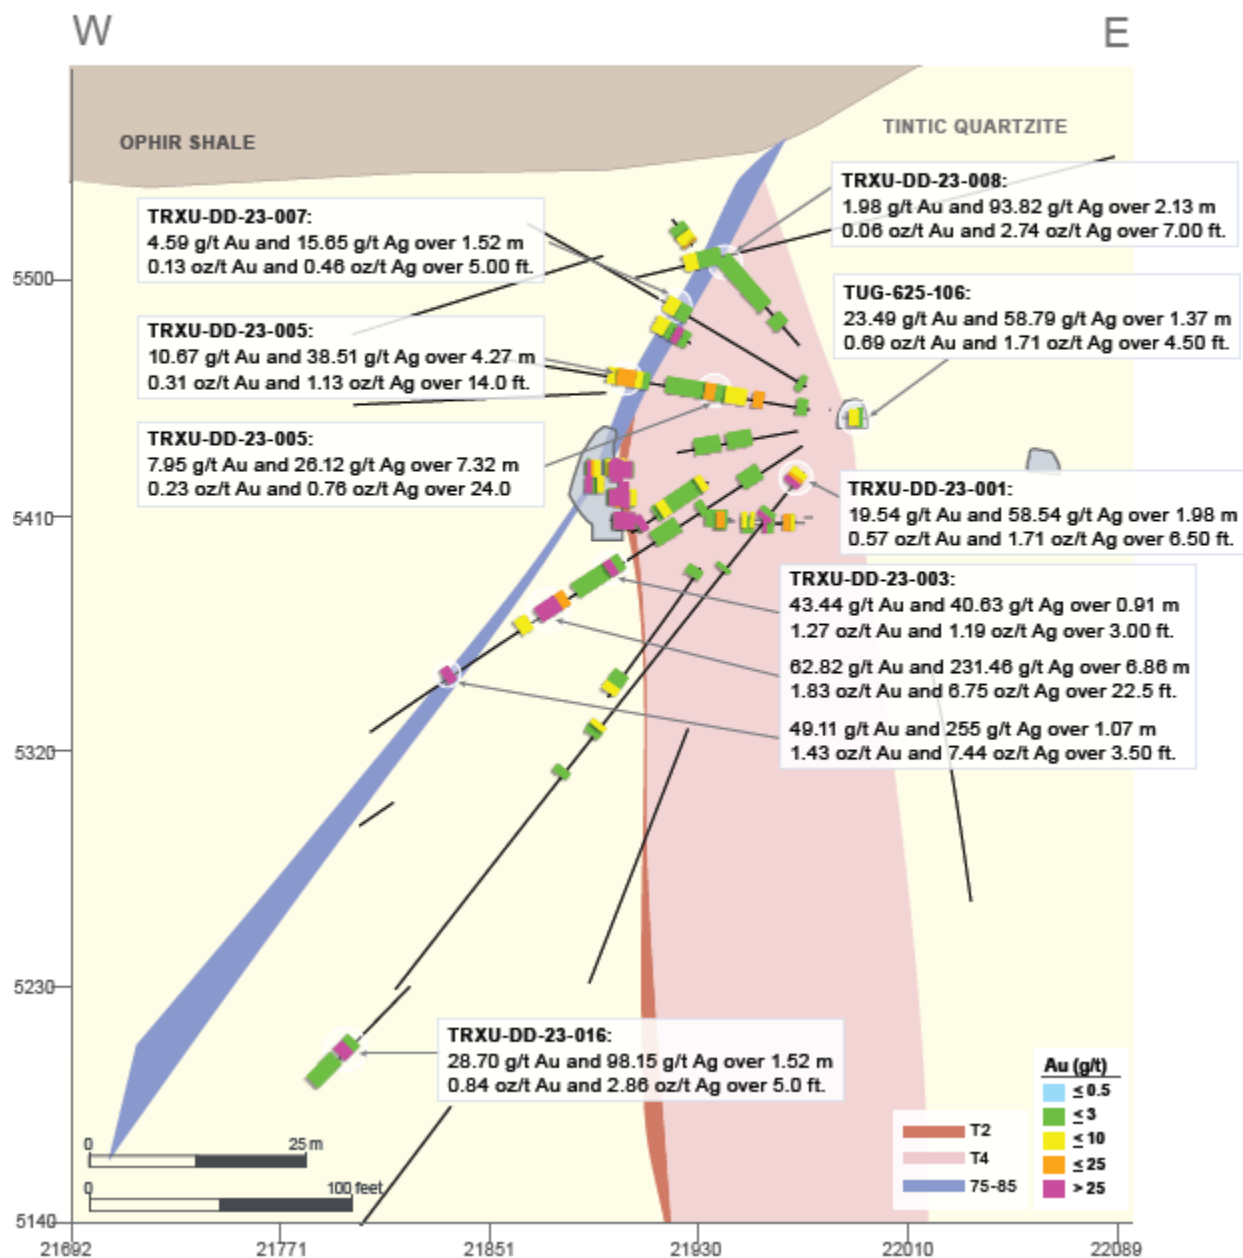 W
E
OPHIR SHALE
TINTIC QUARTZITE
TRXU-DD-23-008:
1.98 g/t Au and 93.82 g/t Ag over 2.13 m
0.06 oz/t Au and 2.74 oz/t Ag over 7.00 ft.
TRXU-DD-23-007:
4.59 g/t Au and 15.65 g/t Ag over 1.52 m
0.13 oz/t Au and 0.46 oz/t Ag over 5.00 ft.
TUG-625-106:
23.49 g/t Au and 58.79 g/t Ag over 1.37 m
0.69 oz/t Au and 1.71 oz/t Ag over 4.50 ft.
TRXU-DD-23-005:
10.67 g/t Au and 38.51 g/t Ag over 4.27 m
0.31 oz/t Au and 1.13 oz/t Ag over 14.0 ft.
TRXU-DD-23-005:
7.95 g/t Au and 26.12 g/t Ag over 7.32 m
0.23 oz/t Au and 0.76 oz/t Ag over 24.0
TRXU-DD-23-001:
19.54 g/t Au and 58.54 g/t Ag over 1.98 m
0.57 oz/t Au and 1.71 oz/t Ag over 6.50 ft.
TRXU-DD-23-003:
43.44 g/t Au and 40.63 g/t Ag over 0.91 m
1.27 oz/t Au and 1.19 oz/t Ag over 3.00 ft.
62.82 g/t Au and 231.46 g/t Ag over 6.86 m
1.83 oz/t Au and 6.75 oz/t Ag over 22.5 ft.
49.11 g/t Au and 255 g/t Ag over 1.07 m
1.43 oz/t Au and 7.44 oz/t Ag over 3.50 ft.
TRXU-DD-23-016:
28.70 g/t Au and 98.15 g/t Ag over 1.52 m
0.84 oz/t Au and 2.86 oz/t Ag over 5.0 ft.
5500
5410
5320
5230
5140
0 25 m
0 100 feet
T2
T4
75-85
Au (g/t)
≤ 0.5
≤ 3
≤ 10
≤ 25
> 25
21692 21771 21851 21930 22010 22089